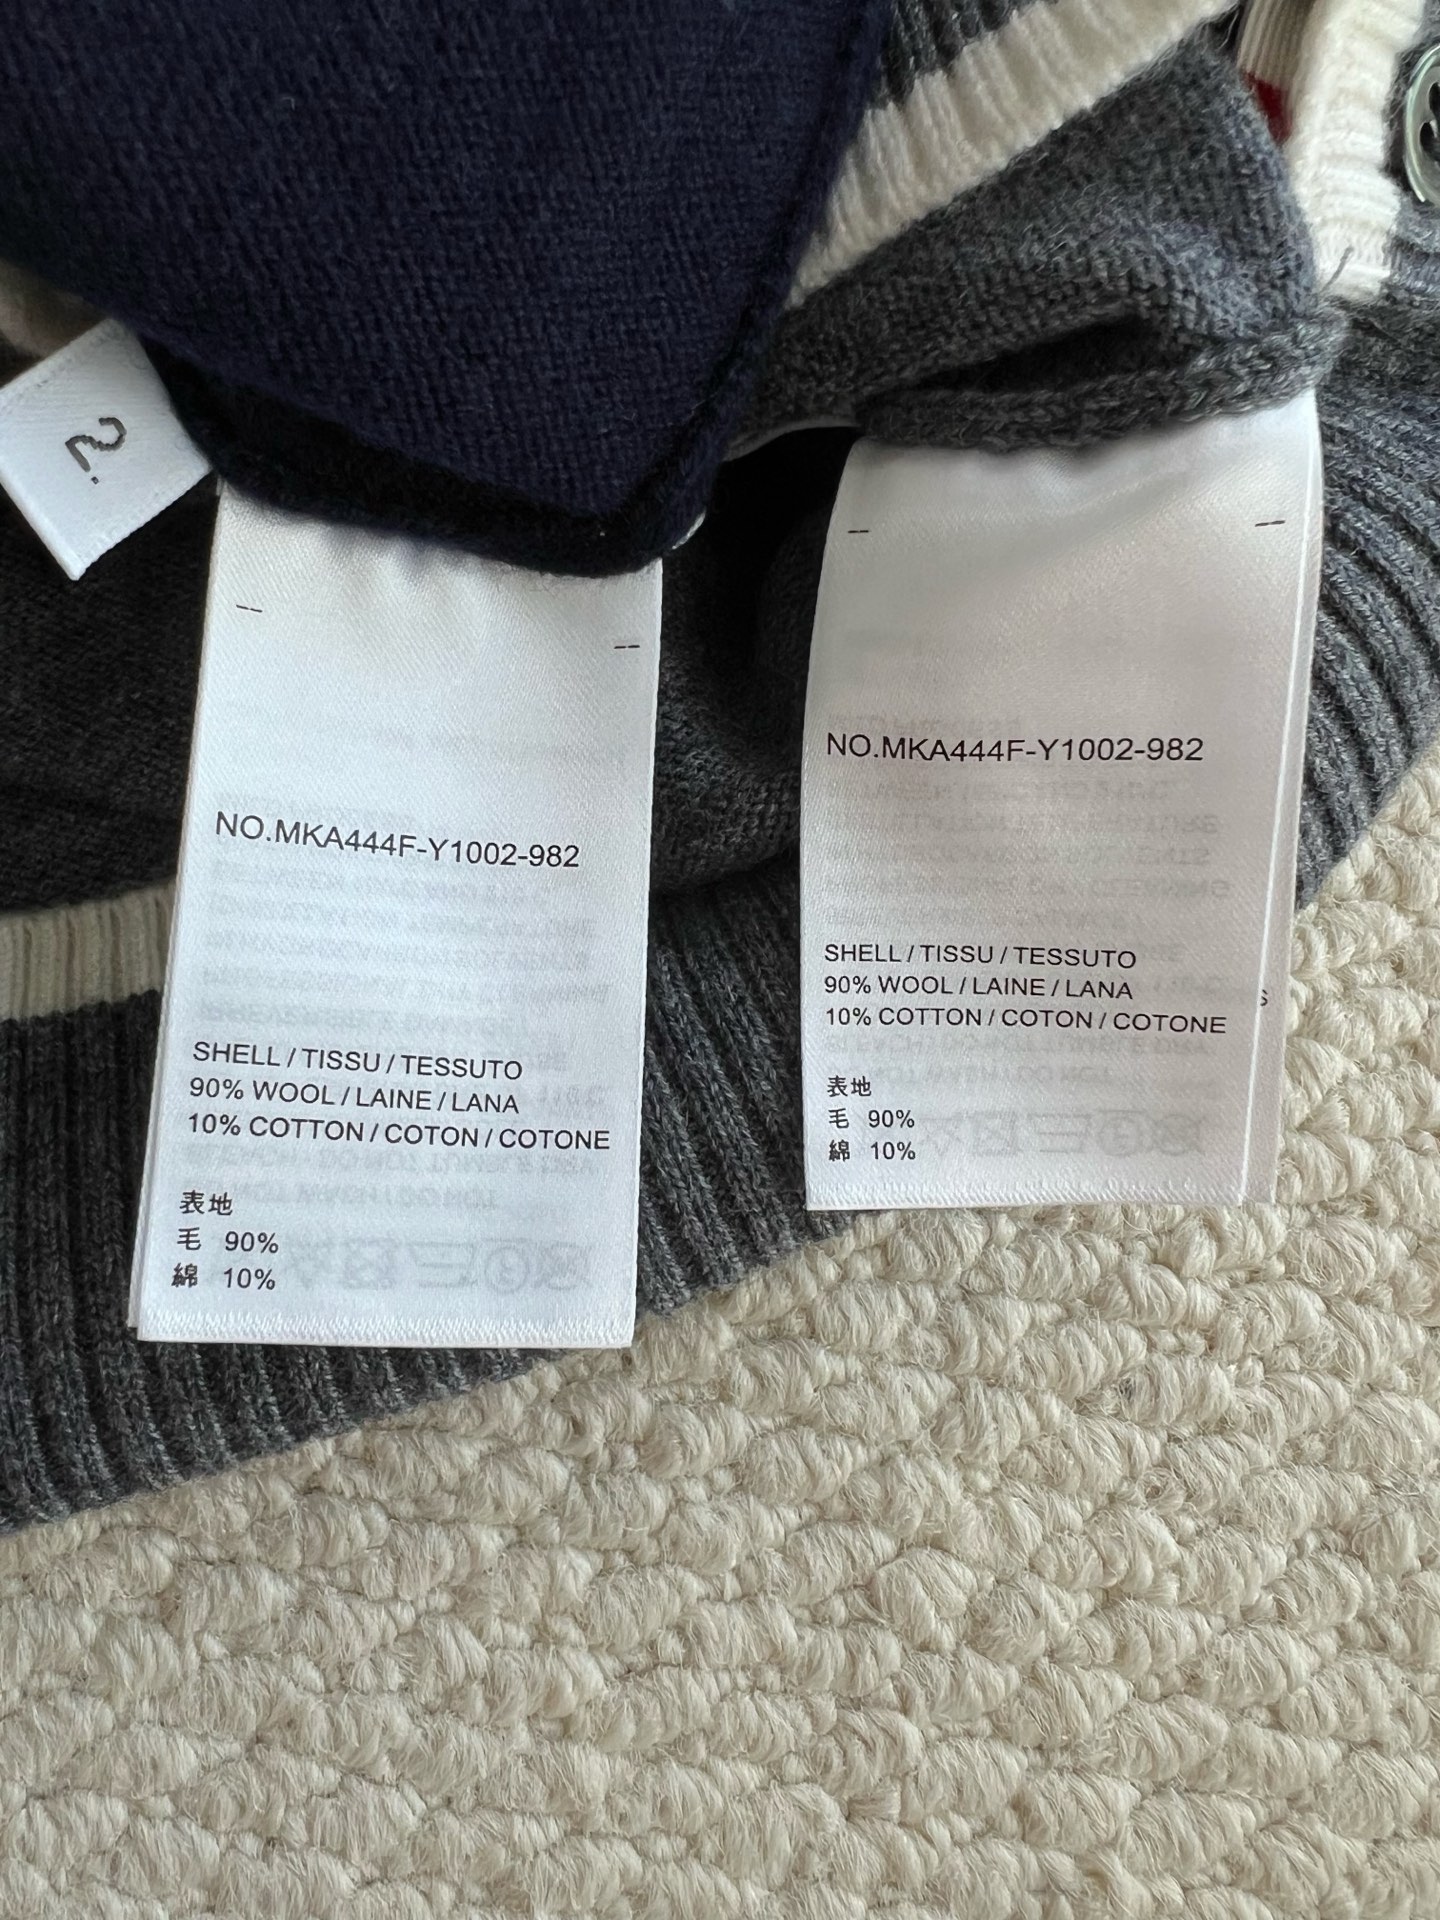 2
NO.MKA444F-Y1002-982
SHELL / TISSU / TESSUTO
90% WOOL / LAINE / LANA
10% COTTON / COTON / COTONE
表地
毛 90%
綿 10%
NO.MKA444F-Y1002-982
SHELL / TISSU / TESSUTO
90% WOOL / LAINE / LANA
10% COTTON / COTON / COTONE
表地
毛 90%
綿 10%